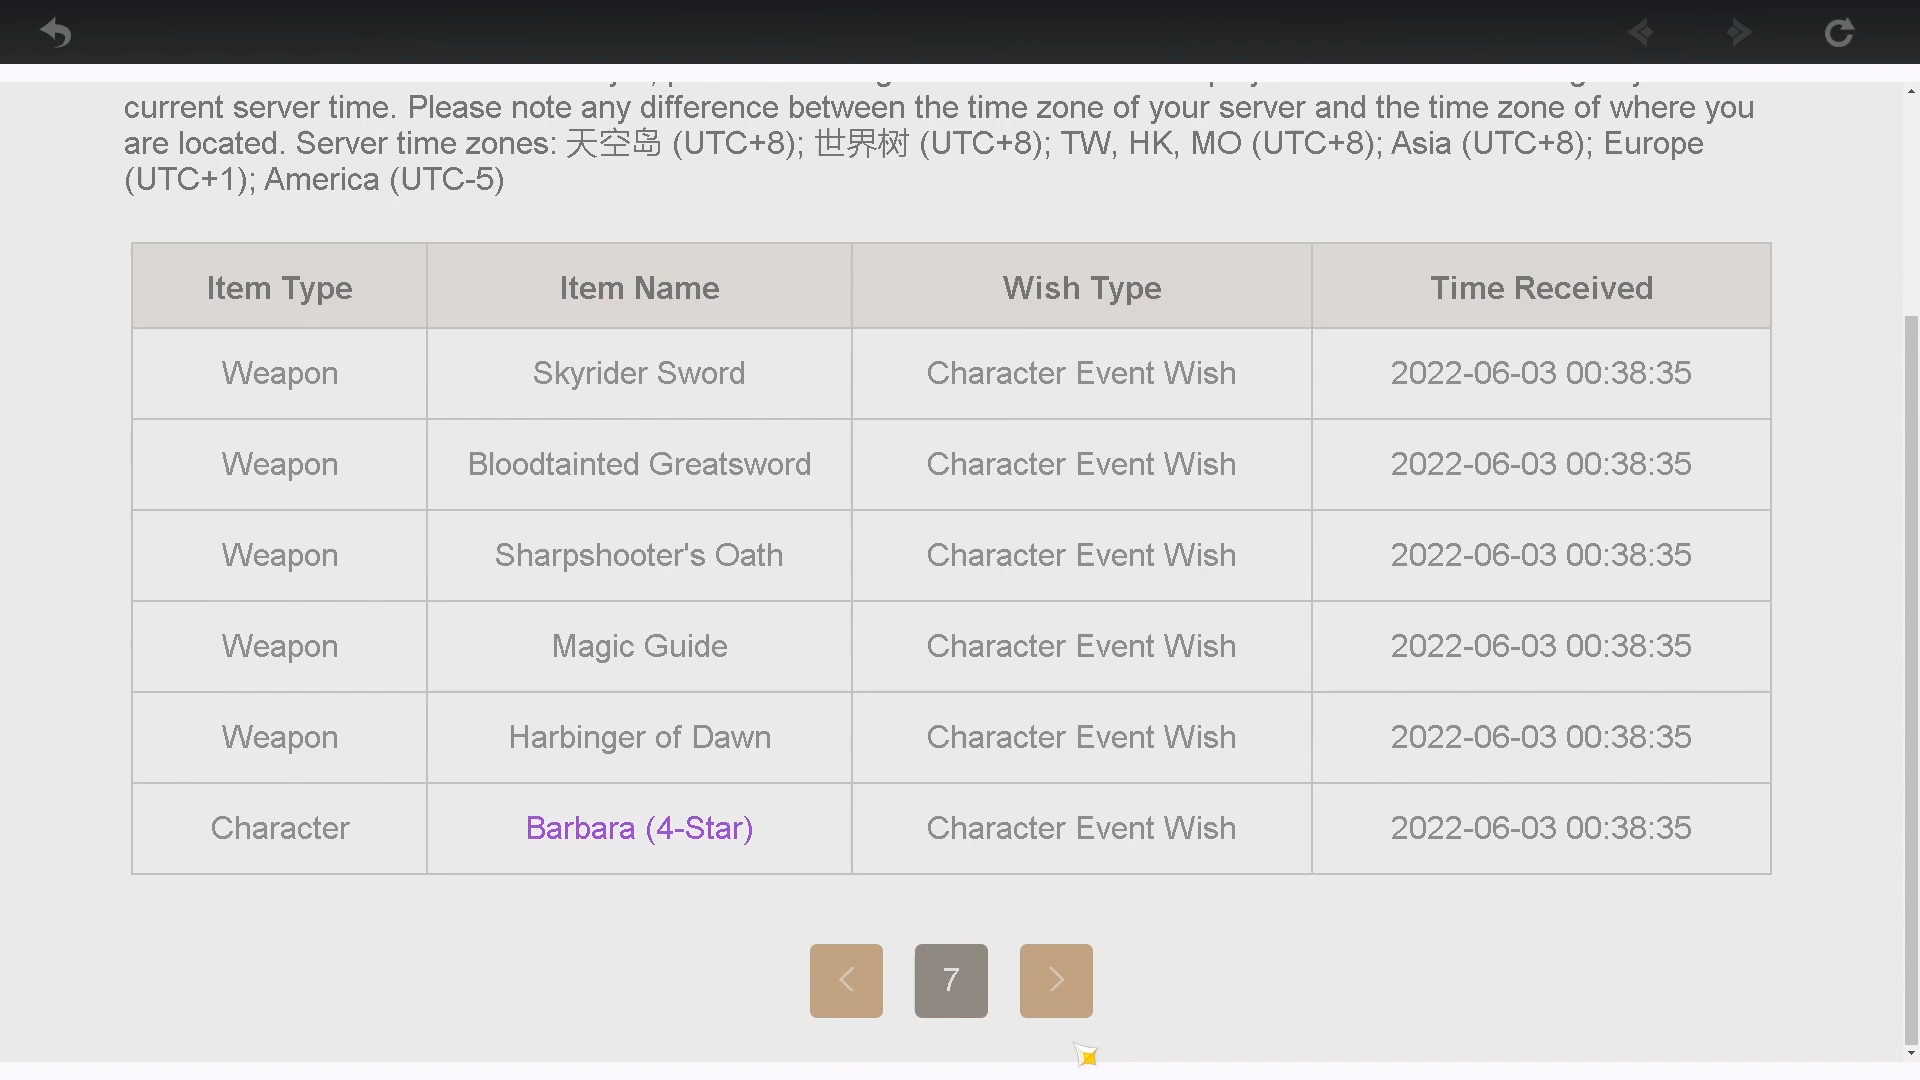 current server time. Please note any difference between the time zone of your server and the time zone of where you
are located. Server time zones: 天空岛 (UTC+8); 世界树 (UTC+8); TW, HK, MO (UTC+8); Asia (UTC+8); Europe
(UTC+1); America (UTC-5)
Item Type Item Name Wish Type Time Received
Weapon Skyrider Sword Character Event Wish 2022-06-03 00:38:35
Weapon Bloodtainted Greatsword Character Event Wish 2022-06-03 00:38:35
Weapon Sharpshooter's Oath Character Event Wish 2022-06-03 00:38:35
Weapon Magic Guide Character Event Wish 2022-06-03 00:38:35
Weapon Harbinger of Dawn Character Event Wish 2022-06-03 00:38:35
Character Barbara (4-Star) Character Event Wish 2022-06-03 00:38:35
7